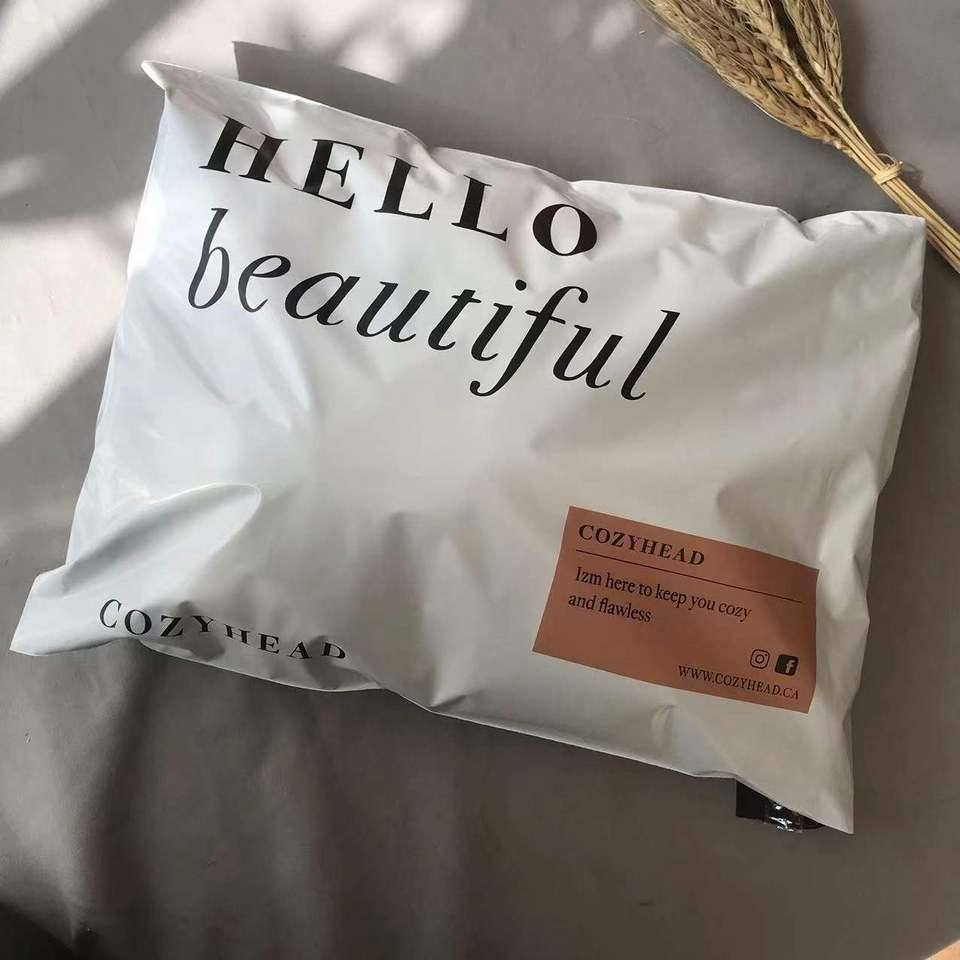 HELLO
beautiful
COZYHEAD
Izm here to keep you cozy
and flawless
WWW.COZYHEAD.CA
COZYHEAD